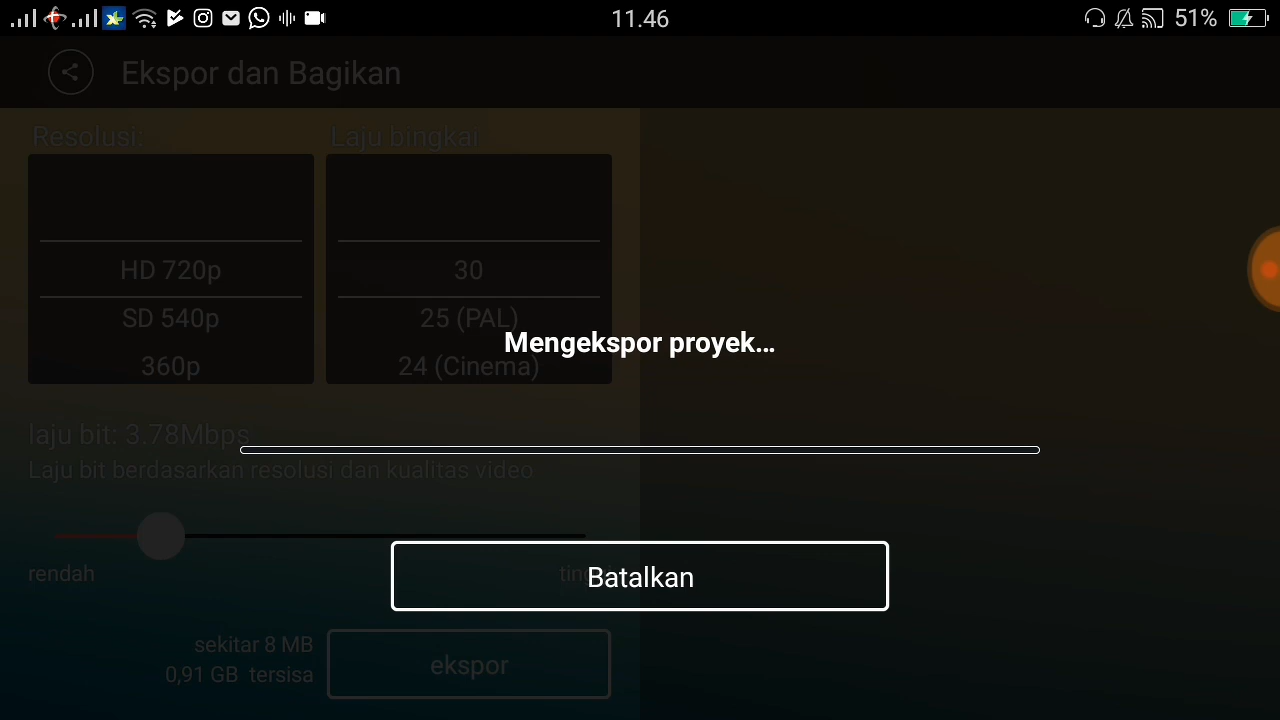 11.46
51%
Ekspor dan Bagikan
Resolusi:
Laju bingkai
HD 720p
30
SD 540p
25 (PAL)
Mengekspor proyek...
360p
24 (Cinema)
laju bit: 3.78Mbps
Laju bit berdasarkan resolusi dan kualitas video
rendah
Batalkan
sekitar 8 MB
0,91 GB tersisa
ekspor